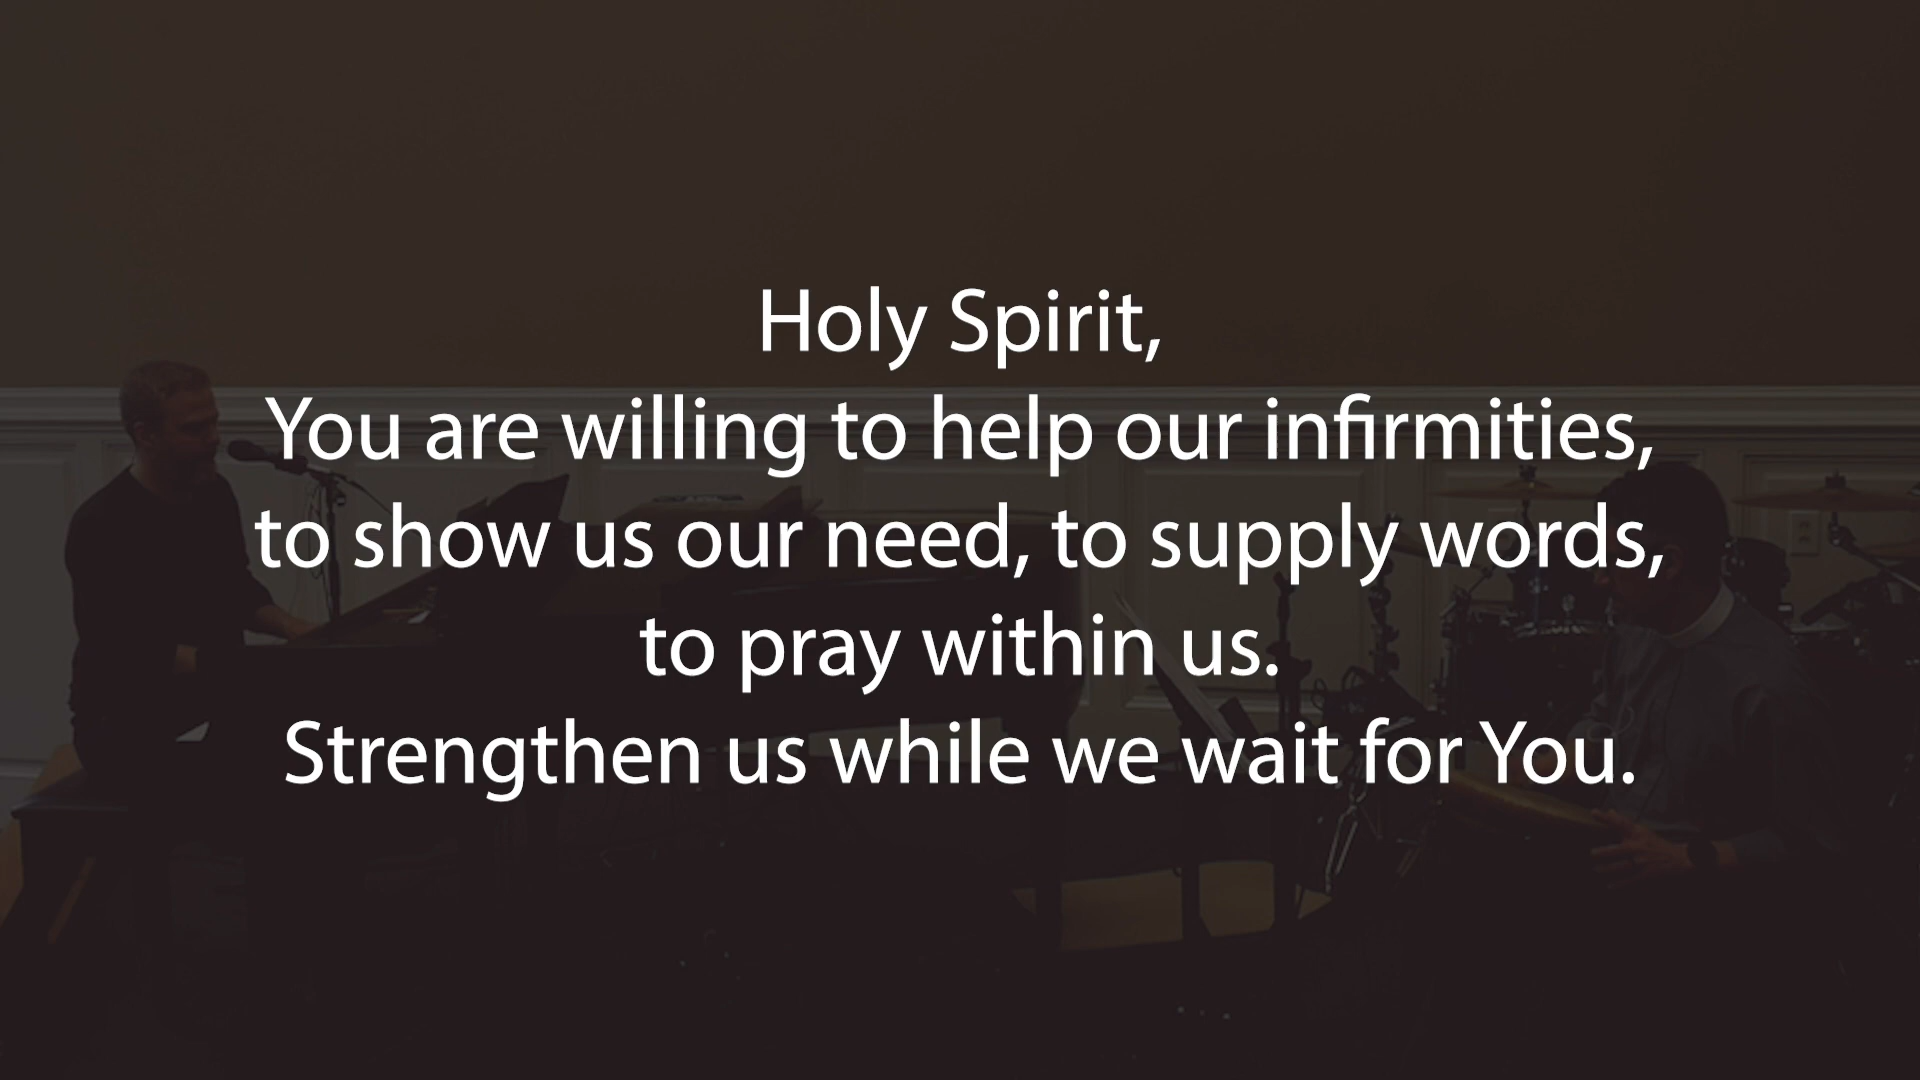 Holy Spirit,
You are willing to help our infirmities,
to show us our need, to supply words,
to pray within us.
Strengthen us while we wait for You.